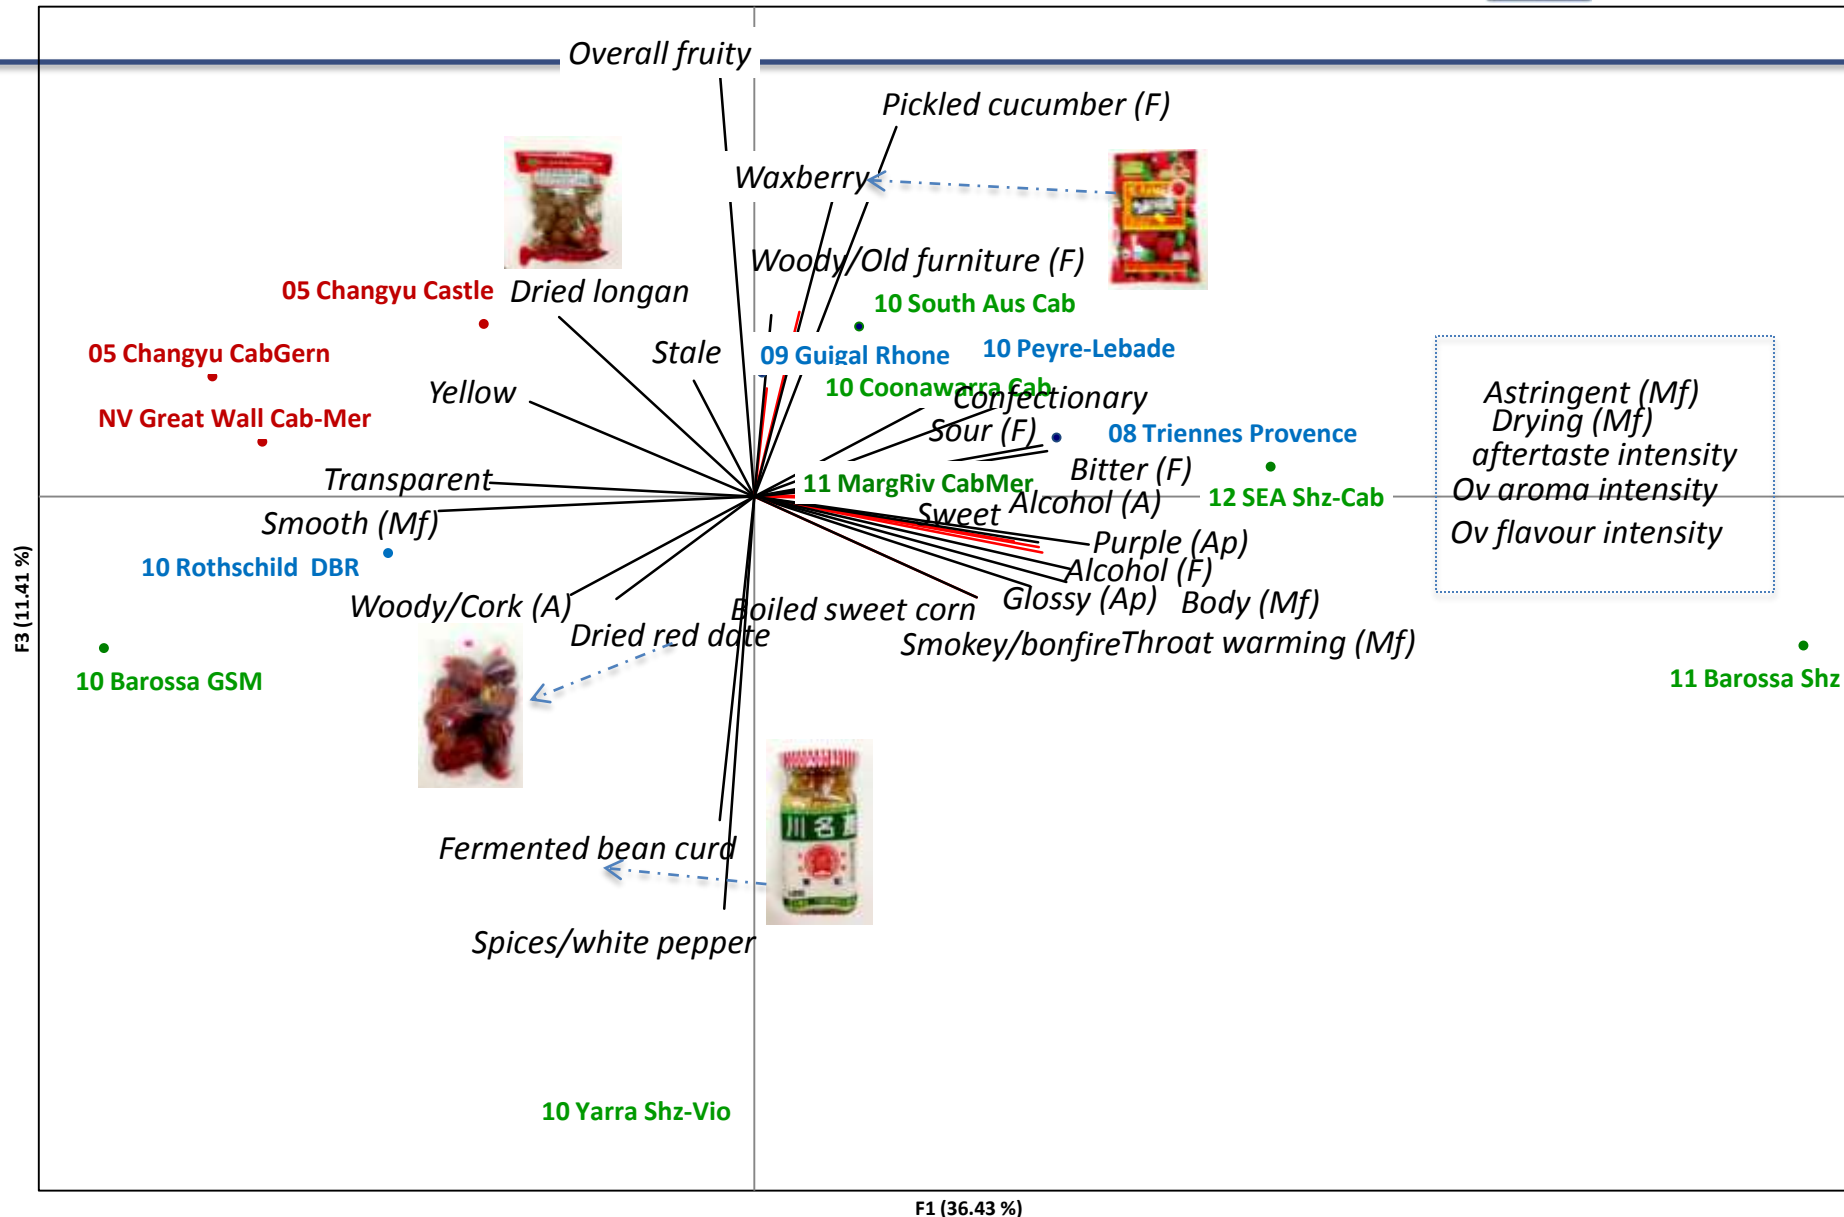 Overall fruity
Pickled cucumber (F)
Waxberry
Woody/Old furniture (F)
05 Changyu Castle
Dried longan
10 South Aus Cab
05 Changyu CabGern
Stale
09 Guigal Rhone
10 Peyre-Lebade
Yellow
10 Coonawarra Cab
Confectionary
Astringent (Mf)
NV Great Wall Cab-Mer
Sour (F)
08 Triennes Provence
Drying (Mf)
aftertaste intensity
Transparent
11 MargRiv CabMer
Bitter (F)
Ov aroma intensity
Smooth (Mf)
Sweet
Alcohol (A)
12 SEA Shz-Cab
Ov flavour intensity
Purple (Ap)
10 Rothschild DBR
Alcohol (F)
Woody/Cork (A)
Boiled sweet corn
Glossy (Ap)
Body (Mf)
Dried red date
Smokey/bonfire
Throat warming (Mf)
10 Barossa GSM
11 Barossa Shz
川名
Fermented bean curd
Spices/white pepper
10 Yarra Shz-Vio
F3 (11.41 %)
F1 (36.43 %)